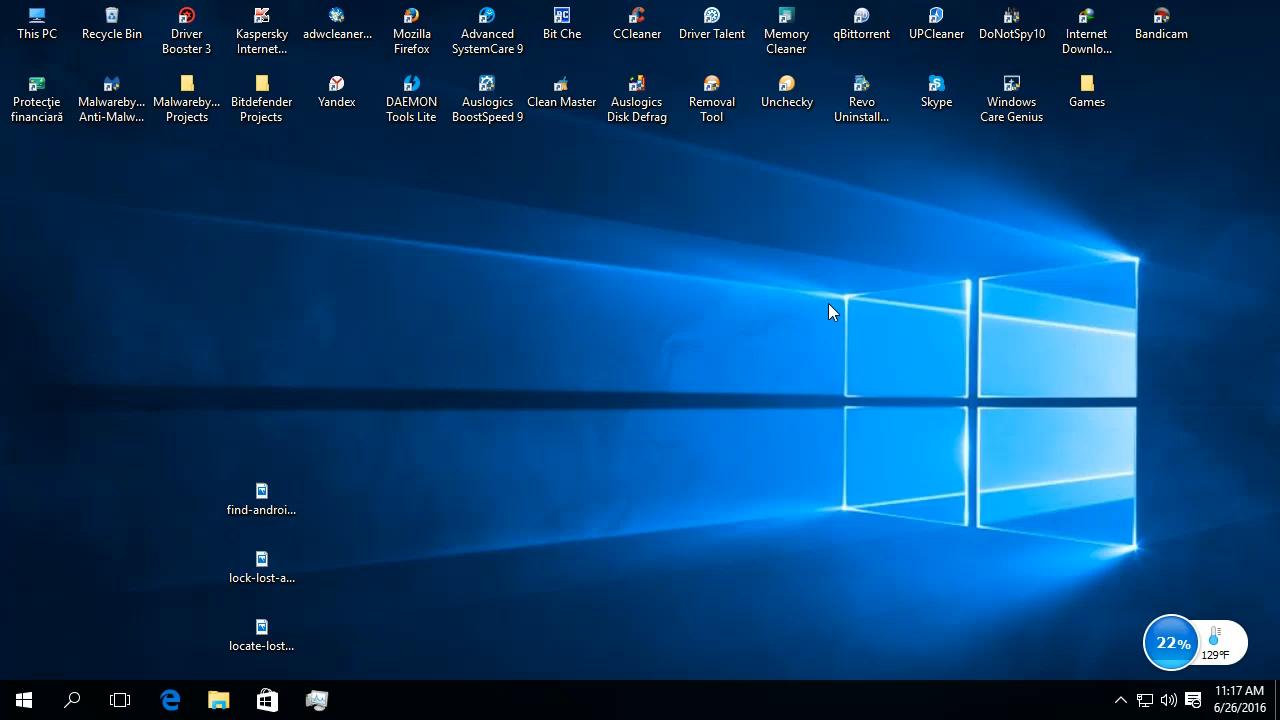 This PC
Recycle Bin
Driver Booster 3
Kaspersky Internet...
adwcleaner...
Mozilla Firefox
Advanced SystemCare 9
Bit Che
CCleaner
Driver Talent
Memory Cleaner
qBittorrent
UPCleaner
DoNotSpy10
Internet Downlo...
Bandicam
Protecţie financiară
Malwareby... Anti-Malw...
Malwareby... Projects
Bitdefender Projects
Yandex
DAEMON Tools Lite
Auslogics BoostSpeed 9
Clean Master
Auslogics Disk Defrag
Removal Tool
Unchecky
Revo Uninstall...
Skype
Windows Care Genius
Games
find-androi...
lock-lost-a...
locate-lost...
22%
129°F
11:17 AM
6/26/2016